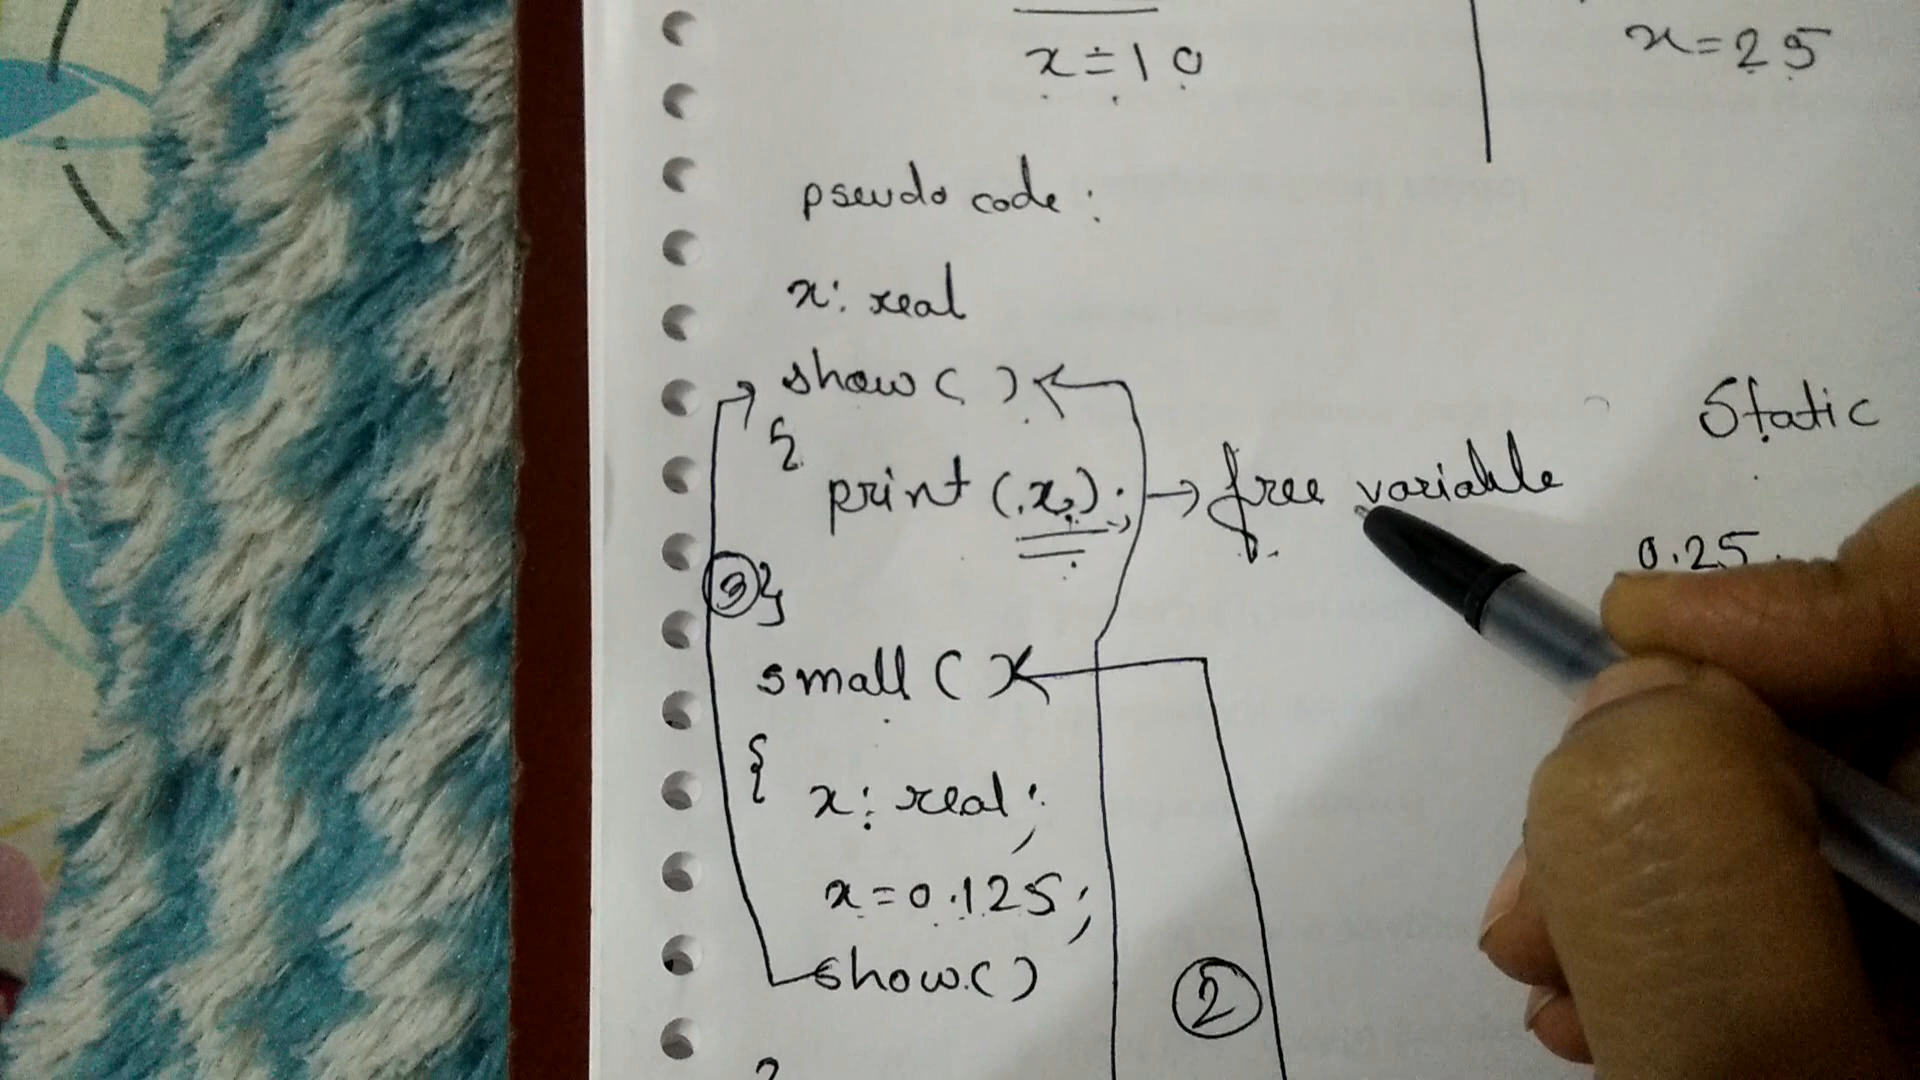 x=10
x=25
pseudo code:
x: real
show( )
{
print(x); → free variable
Static
0.25
③ }
small( )
{
x: real;
x=0.125;
show()
②